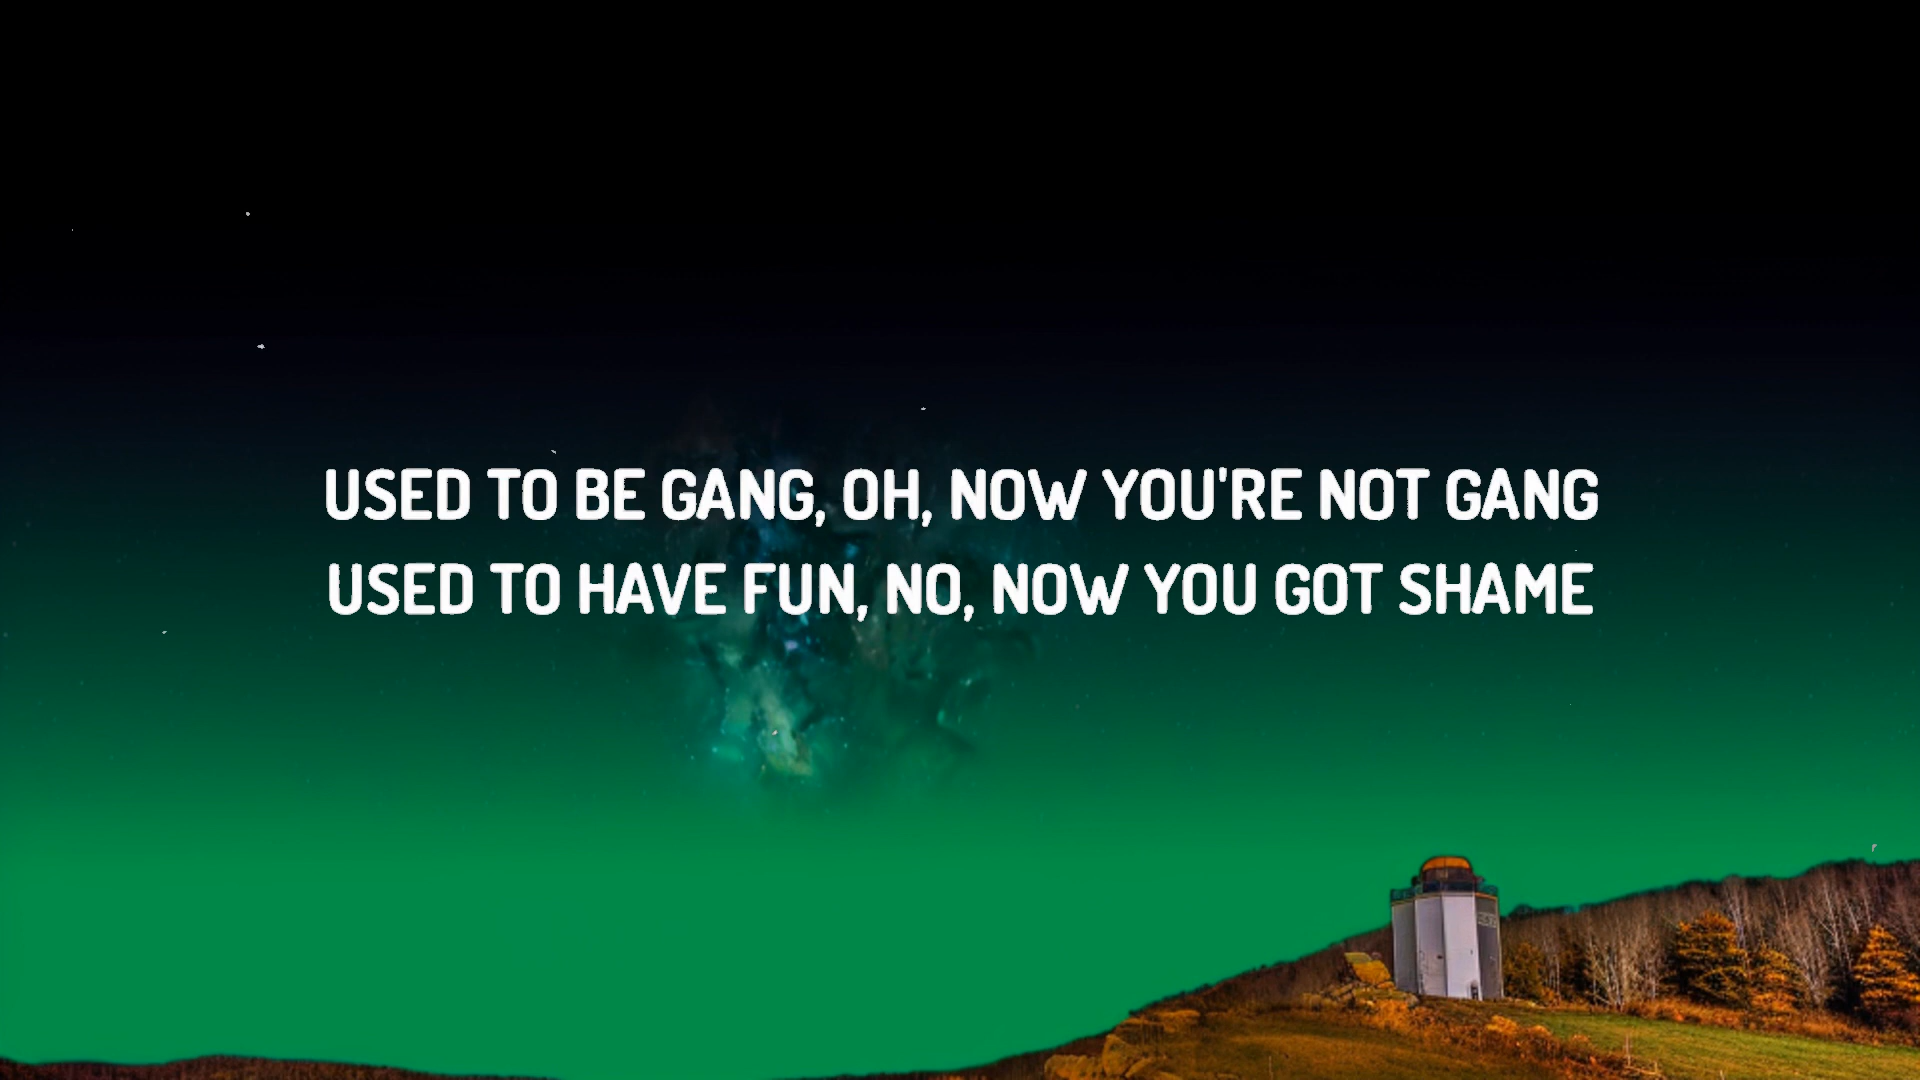 USED TO BE GANG, OH, NOW YOU'RE NOT GANG
USED TO HAVE FUN, NO, NOW YOU GOT SHAME